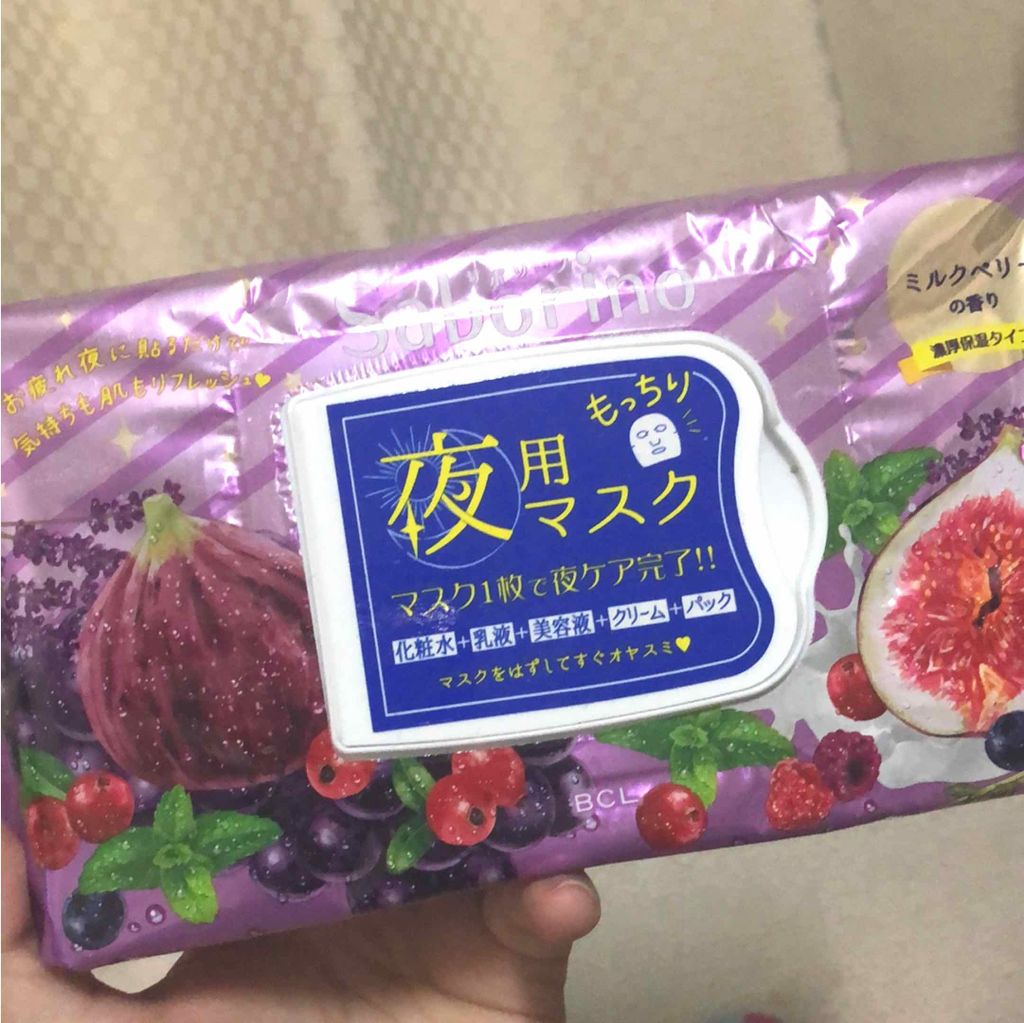 Saborino
お疲れ夜に貼るだけで
気持ちも肌もリフレッシュ♥
ミルクベリー
の香り
濃厚保湿タイプ
もっちり
夜用
マスク
マスク1枚で夜ケア完了!!
化粧水+乳液+美容液+クリーム+パック
マスクをはずしてすぐオヤスミ♥
BCL